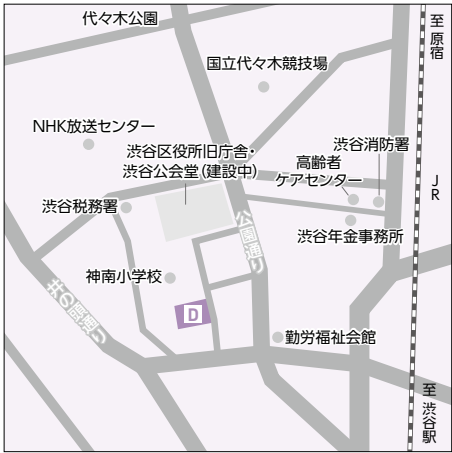 代々木公園
至 原宿
国立代々木競技場
NHK放送センター
渋谷区役所旧庁舎・
渋谷公会堂(建設中)
渋谷消防署
高齢者
ケアセンター
JR
渋谷税務署
公園通り
渋谷年金事務所
神南小学校
井の頭通り
D
勤労福祉会館
至 渋谷駅